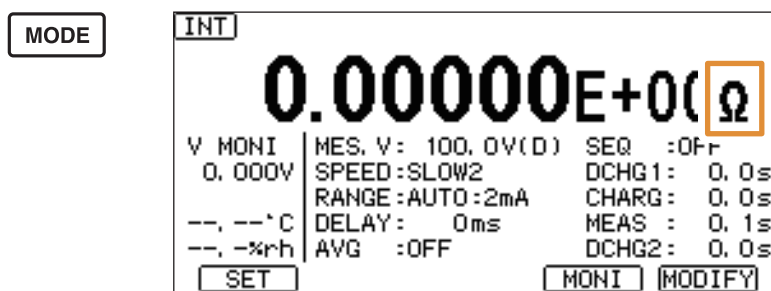 MODE
INT
0.00000E+00 Ω
V MONI MES.V: 100.0V(D) SEQ :OFF
0.000V SPEED:SLOW2 DCHG1: 0.0s
RANGE:AUTO:2mA CHARG: 0.0s
--.--°C DELAY: 0ms MEAS : 0.1s
--.-%rh AVG :OFF DCHG2: 0.0s
SET MONI MODIFY